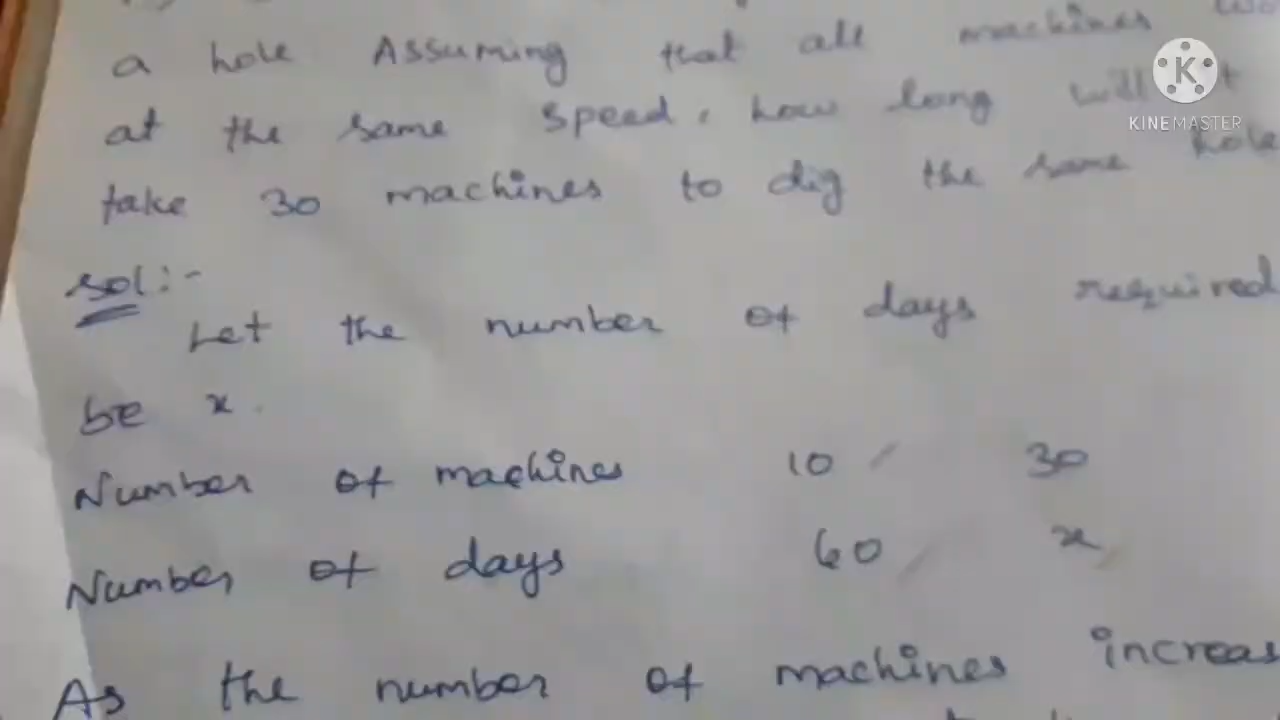 a hole Assuming that all machines
at the same speed, how long will
take 30 machines to dig the same hole
Sol:-
Let the number of days required
be x.
Number of machines 10 30
Number of days 60 x
As the number of machines increas
K
KINEMASTER